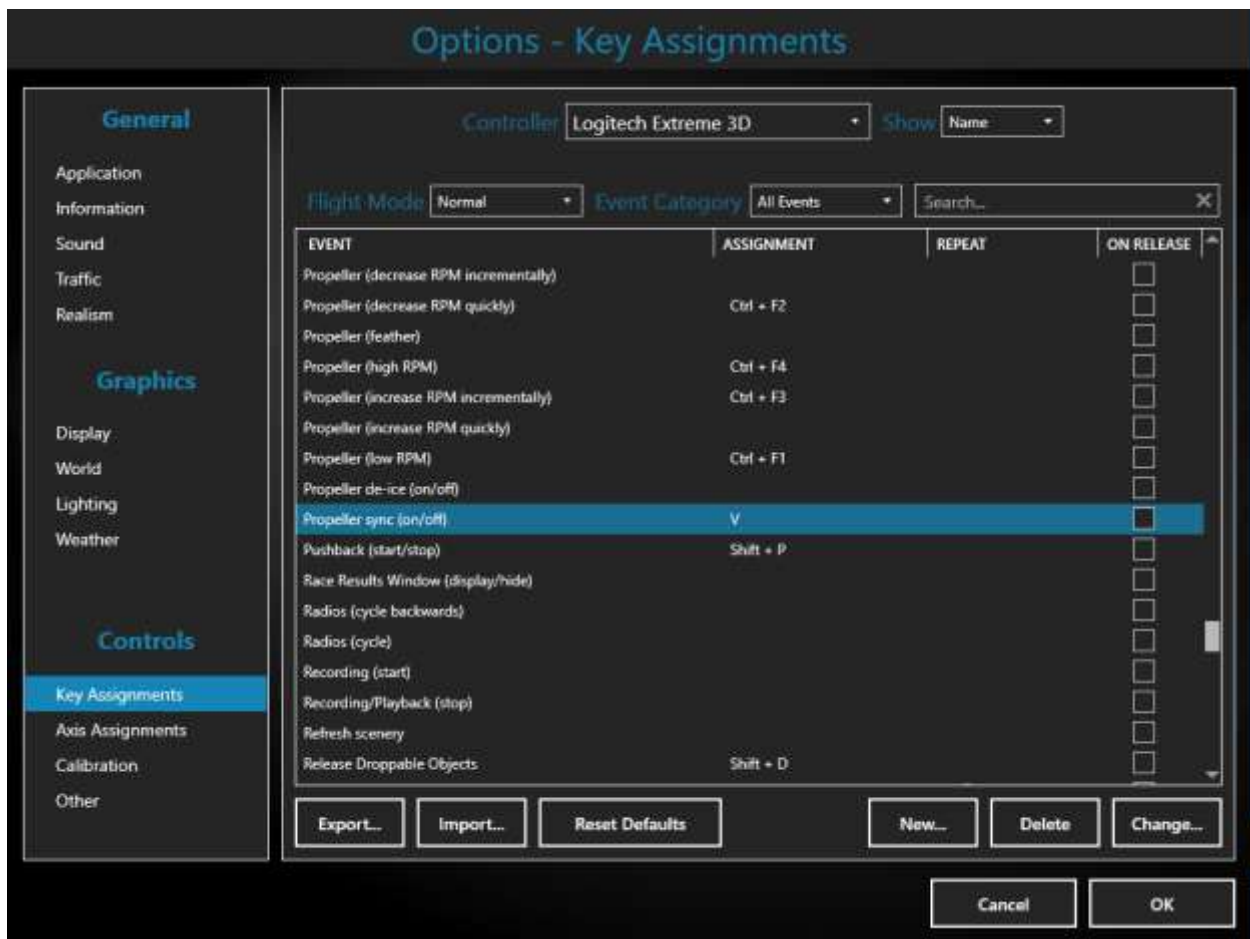 Options - Key Assignments
General
Application
Information
Sound
Traffic
Realism
Graphics
Display
World
Lighting
Weather
Controls
Key Assignments
Axis Assignments
Calibration
Other
Controller Logitech Extreme 3D Show Name
Flight Mode Normal Event Category All Events Search...
EVENT ASSIGNMENT REPEAT ON RELEASE
Propeller (decrease RPM incrementally)
Propeller (decrease RPM quickly) Ctrl + F2
Propeller (feather)
Propeller (high RPM) Ctrl + F4
Propeller (increase RPM incrementally) Ctrl + F3
Propeller (increase RPM quickly)
Propeller (low RPM) Ctrl + F1
Propeller de-ice (on/off)
Propeller sync (on/off) V
Pushback (start/stop) Shift + P
Race Results Window (display/hide)
Radios (cycle backwards)
Radios (cycle)
Recording (start)
Recording/Playback (stop)
Refresh scenery
Release Droppable Objects Shift + D
Export... Import... Reset Defaults New... Delete Change...
Cancel OK